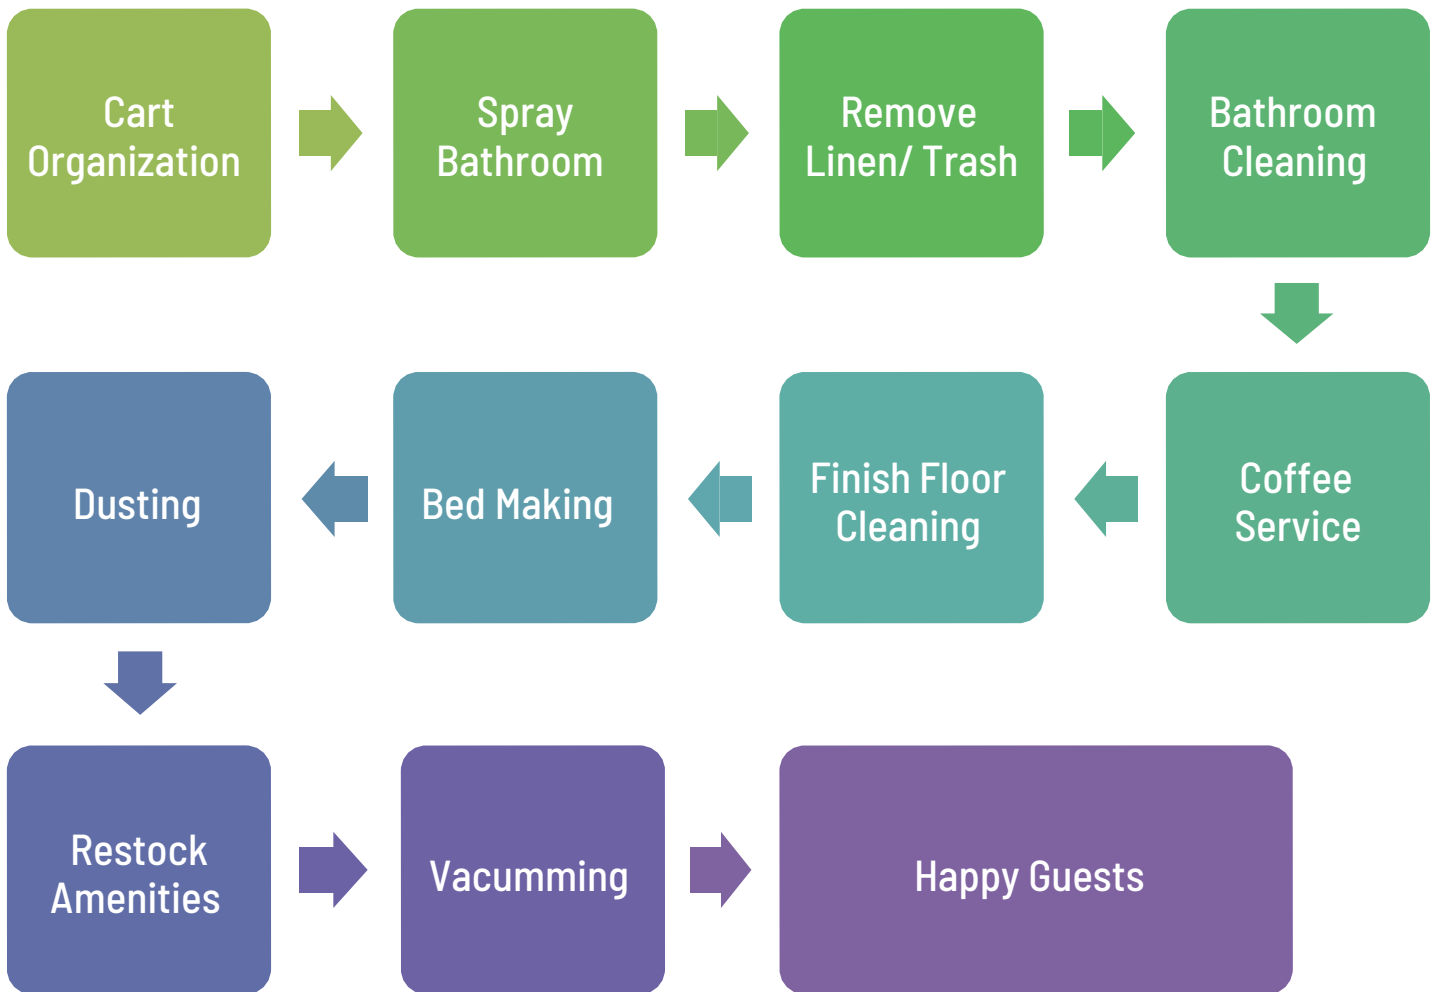 Cart
Organization
Spray
Bathroom
Remove
Linen/ Trash
Bathroom
Cleaning
Coffee
Service
Finish Floor
Cleaning
Bed Making
Dusting
Restock
Amenities
Vacumming
Happy Guests